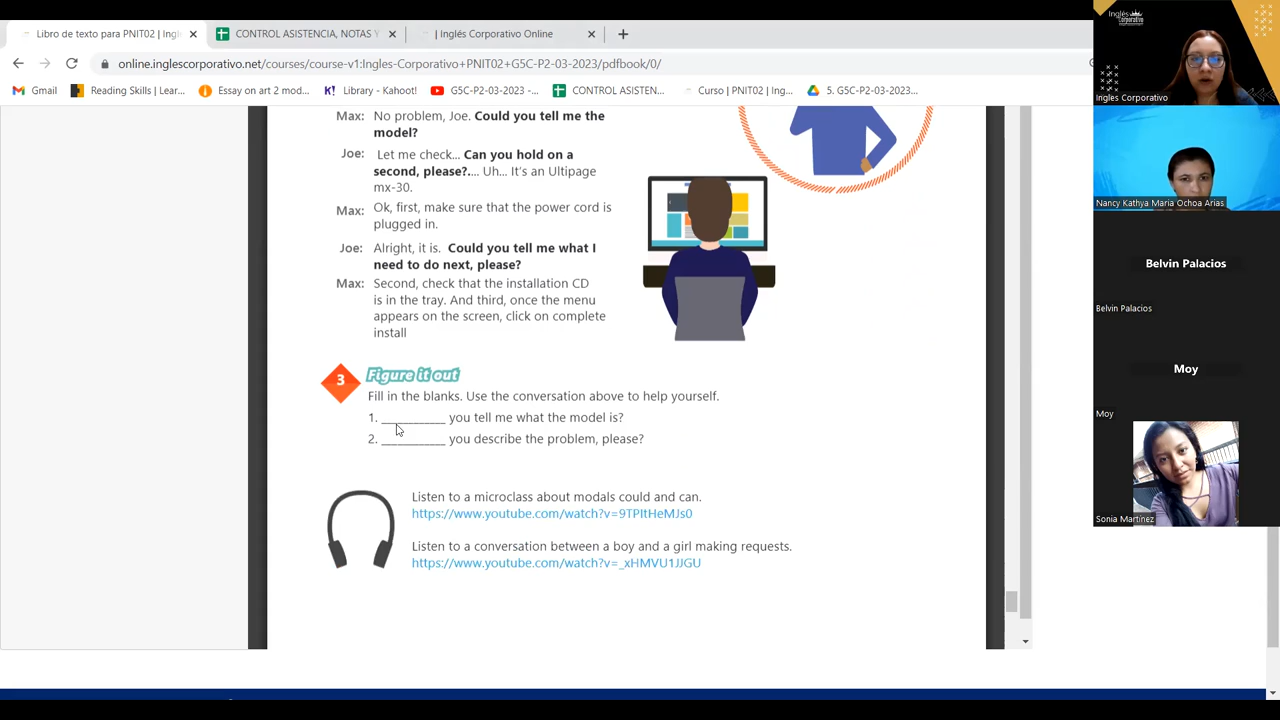 Libro de texto para PNIT02 | Ingl
CONTROL ASISTENCIA, NOTAS Y
| Inglés Corporativo Online
online.inglescorporativo.net/courses/course-v1:Ingles-Corporativo+PNIT02+G5C-P2-03-2023/pdfbook/0/
Gmail
Reading Skills | Lear...
Essay on art 2 mod...
Library - Kahoot!
G5C-P2-03-2023 -...
CONTROL ASISTEN...
Curso | PNIT02 | Ing...
5. G5C-P2-03-2023...
Max: No problem, Joe. Could you tell me the
model?
Joe: Let me check... Can you hold on a
second, please?.... Uh... It's an Ultipage
mx-30.
Max: Ok, first, make sure that the power cord is
plugged in.
Joe: Alright, it is. Could you tell me what I
need to do next, please?
Max: Second, check that the installation CD
is in the tray. And third, once the menu
appears on the screen, click on complete
install
3
Figure it out
Fill in the blanks. Use the conversation above to help yourself.
1. ___________ you tell me what the model is?
2. ___________ you describe the problem, please?
Listen to a microclass about modals could and can.
https://www.youtube.com/watch?v=9TPItHeMJs0
Listen to a conversation between a boy and a girl making requests.
https://www.youtube.com/watch?v=_xHMVU1JJGU
Inglés
Corporativo
Ingles Corporativo
Nancy Kathya Maria Ochoa Arias
Belvin Palacios
Belvin Palacios
Moy
Moy
Sonia Martínez